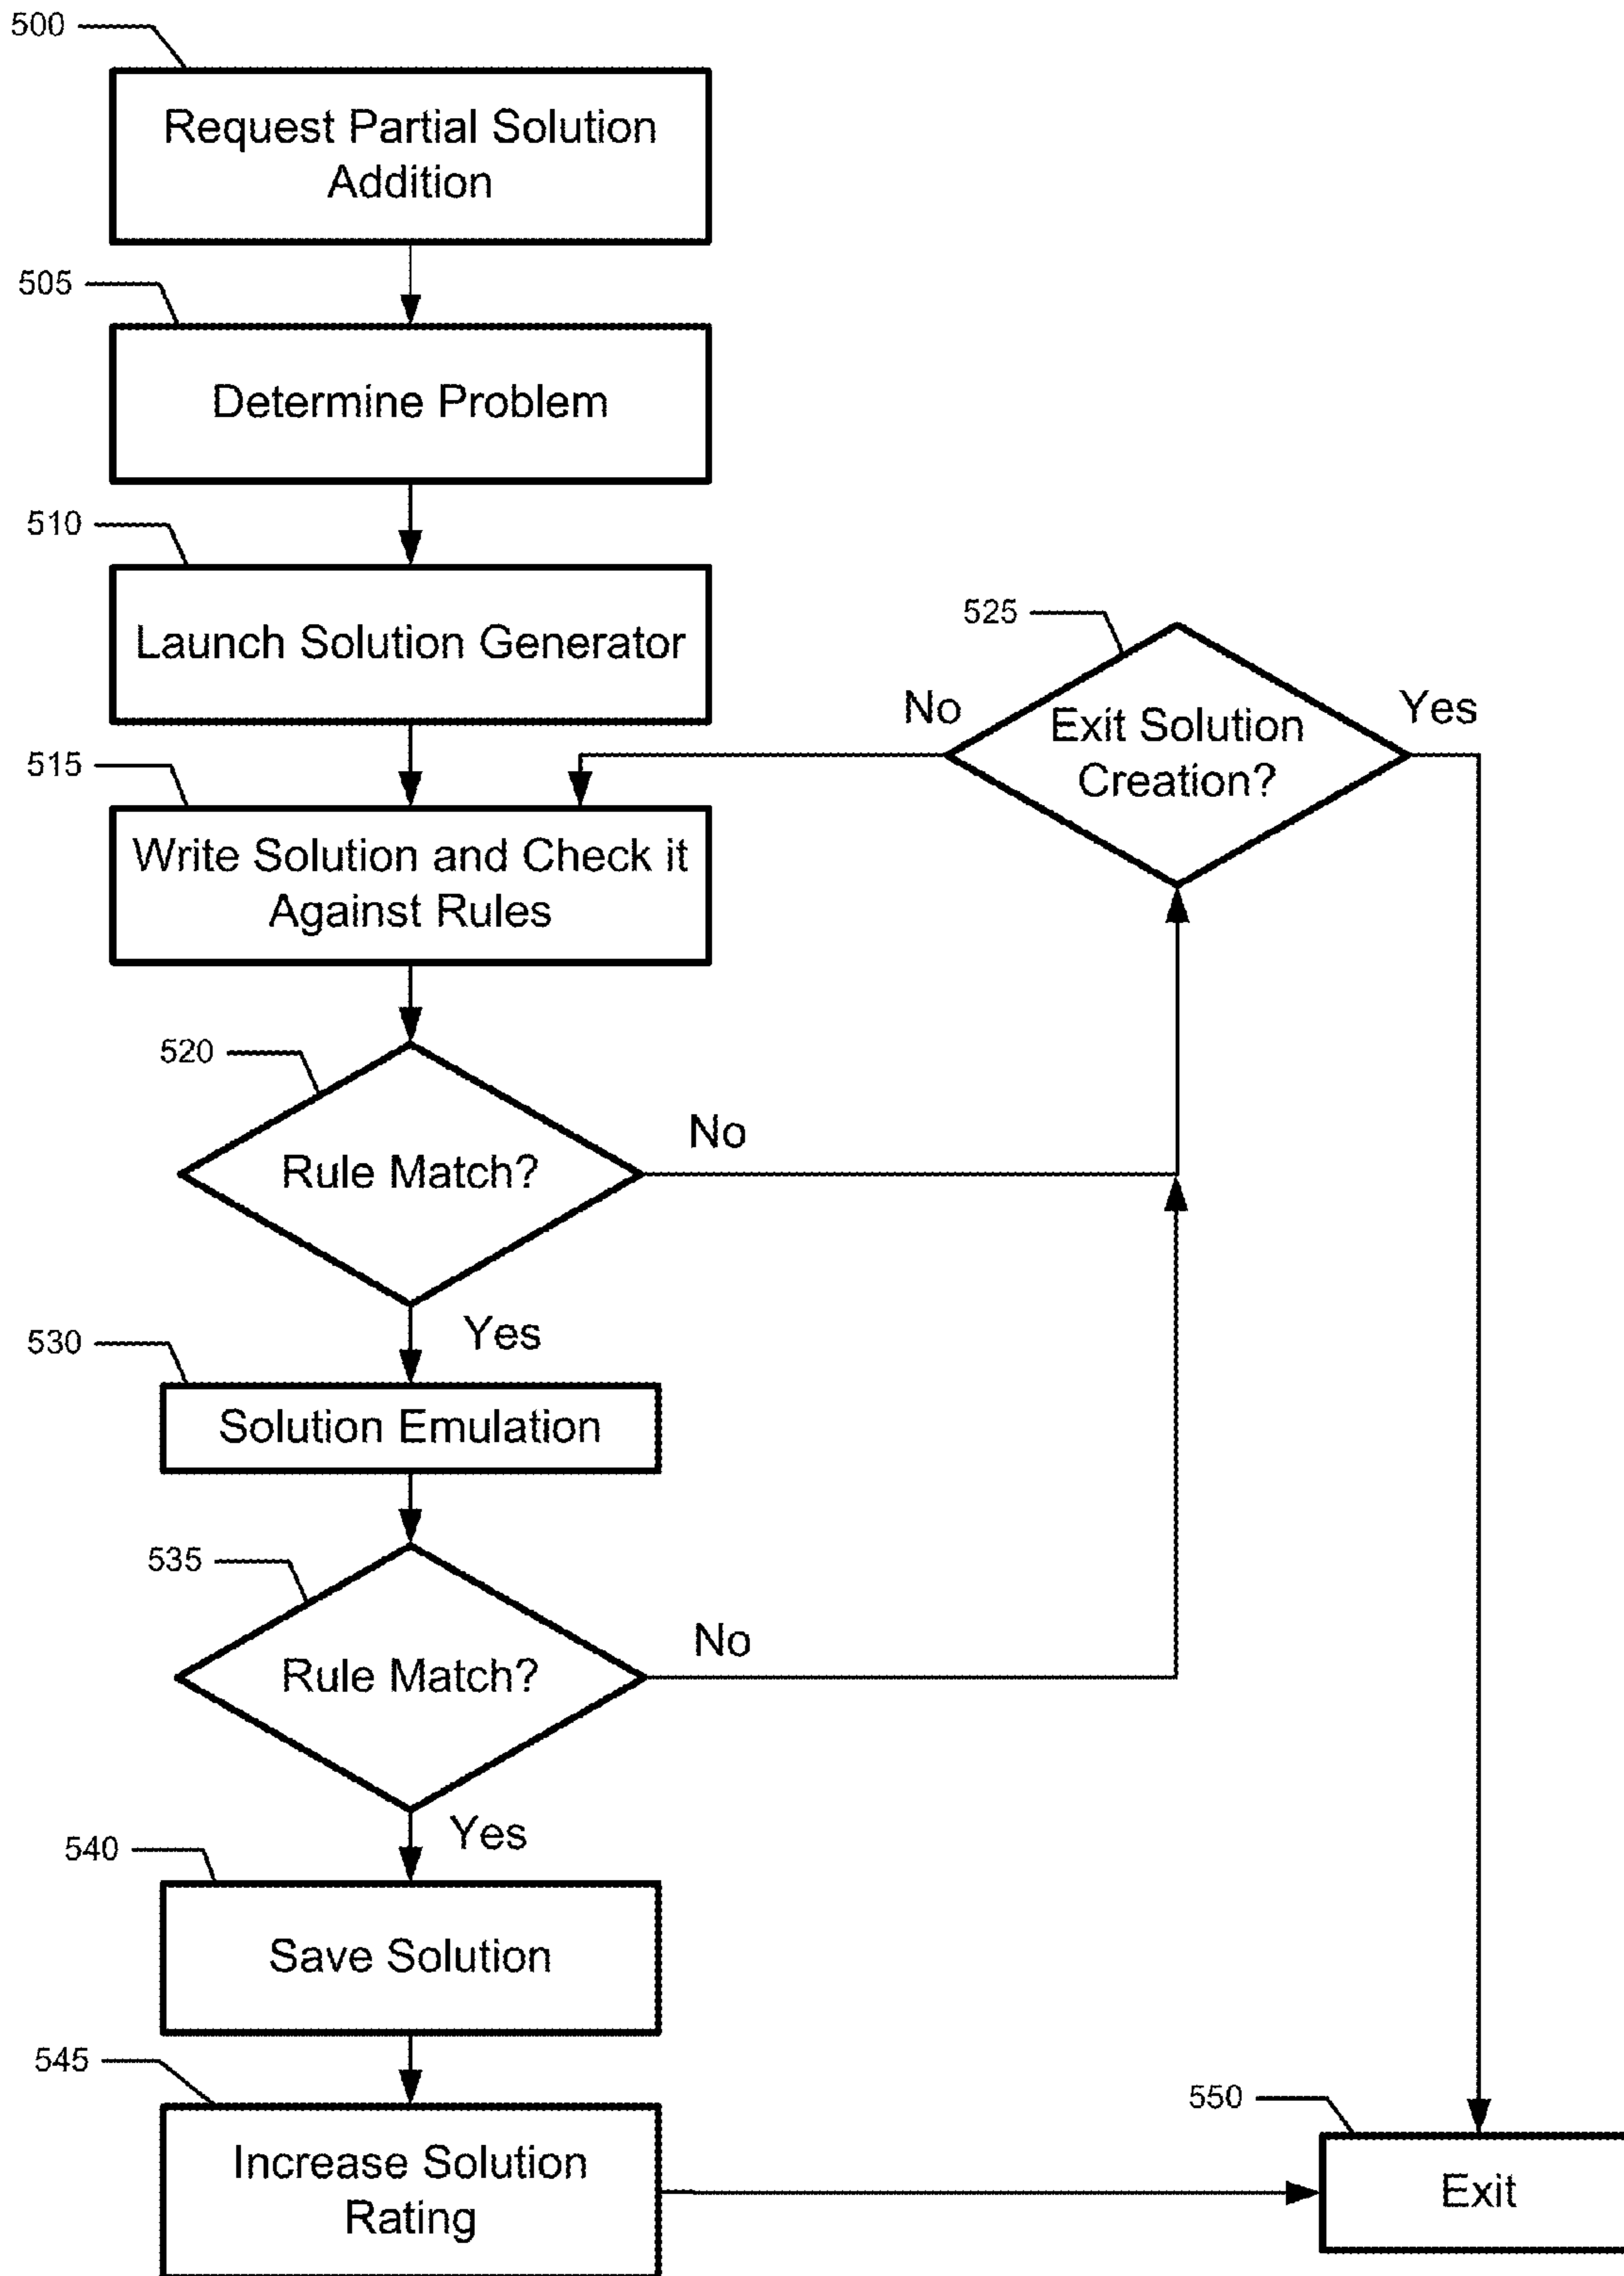 500
Request Partial Solution
Addition
505
Determine Problem
510
Launch Solution Generator
525
No
Yes
Exit Solution
Creation?
515
Write Solution and Check it
Against Rules
520
No
Rule Match?
Yes
530
Solution Emulation
535
No
Rule Match?
Yes
540
Save Solution
545
Increase Solution
Rating
550
Exit